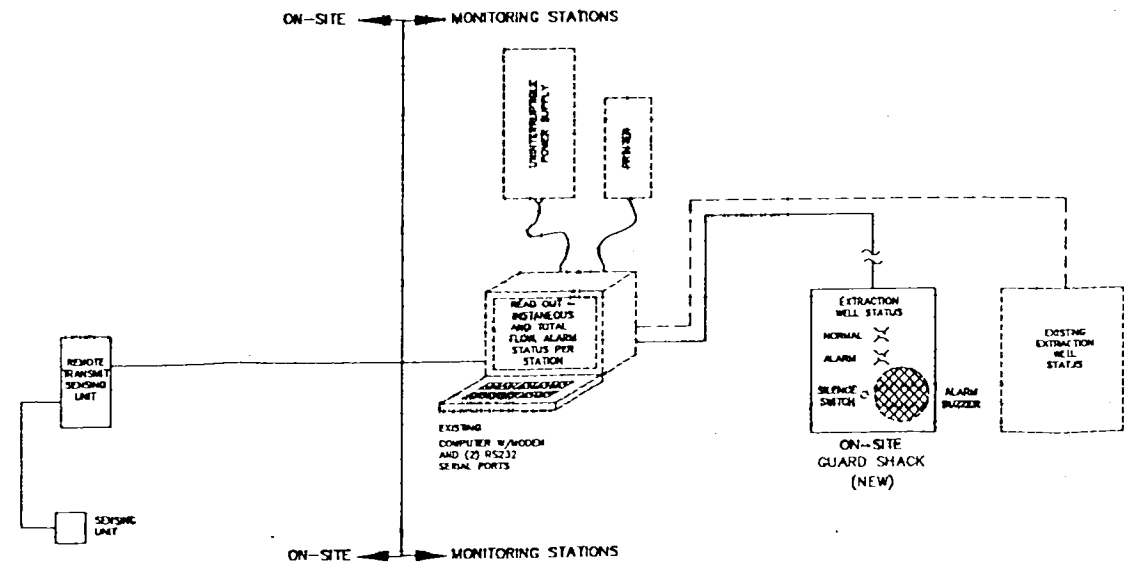 ON-SITE
MONITORING STATIONS
UNINTERRUPTIBLE
POWER SUPPLY
PRINTER
READ OUT -
INSTANEOUS
AND TOTAL
FLOW, ALARM
STATUS PER
STATION
REMOTE
TRANSMIT
SENSING
UNIT
EXISTING
COMPUTER W/MODEM
AND (2) RS232
SERIAL PORTS
SENSING
UNIT
EXTRACTION
WELL STATUS
NORMAL
ALARM
SILENCE
SWITCH
ALARM
BUZZER
ON-SITE
GUARD SHACK
(NEW)
EXISTING
EXTRACTION
WELL
STATUS
ON-SITE
MONITORING STATIONS